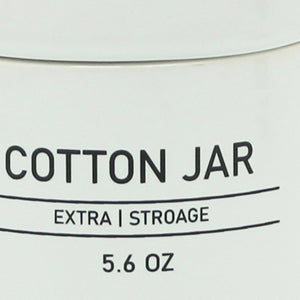 COTTON JAR
EXTRA | STROAGE
5.6 OZ